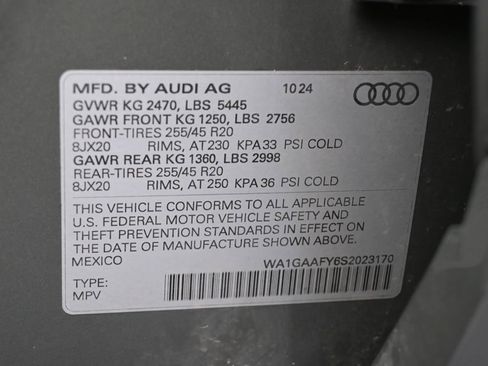 MFD. BY AUDI AG 10 24
GVWR KG 2470, LBS 5445
GAWR FRONT KG 1250, LBS 2756
FRONT-TIRES 255/45 R20
8JX20 RIMS, AT 230 KPA 33 PSI COLD
GAWR REAR KG 1360, LBS 2998
REAR-TIRES 255/45 R20
8JX20 RIMS, AT 250 KPA 36 PSI COLD
THIS VEHICLE CONFORMS TO ALL APPLICABLE
U.S. FEDERAL MOTOR VEHICLE SAFETY AND
THEFT PREVENTION STANDARDS IN EFFECT ON
THE DATE OF MANUFACTURE SHOWN ABOVE.
MEXICO WA1GAAFY6S2023170
TYPE:
MPV